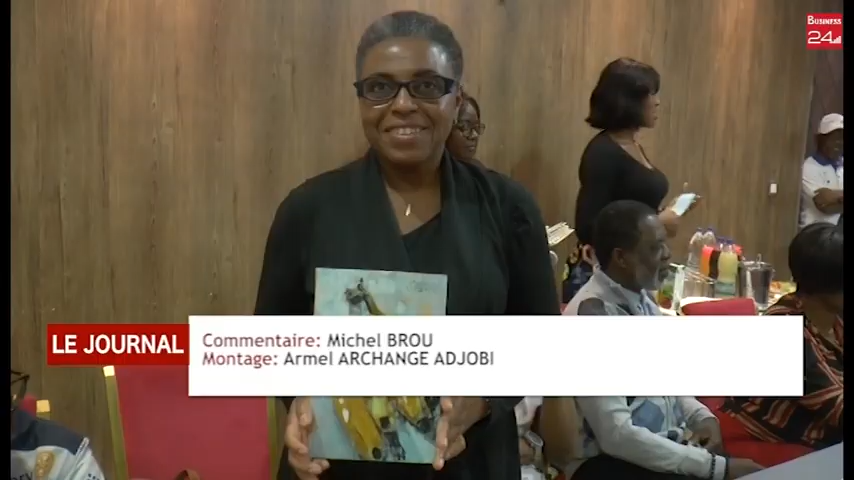 BUSINESS
24
LE JOURNAL
Commentaire: Michel BROU
Montage: Armel ARCHANGE ADJOBI